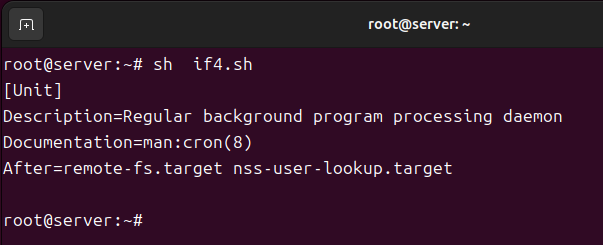 root@server: ~
root@server:~# sh  if4.sh
[Unit]
Description=Regular background program processing daemon
Documentation=man:cron(8)
After=remote-fs.target nss-user-lookup.target
root@server:~#